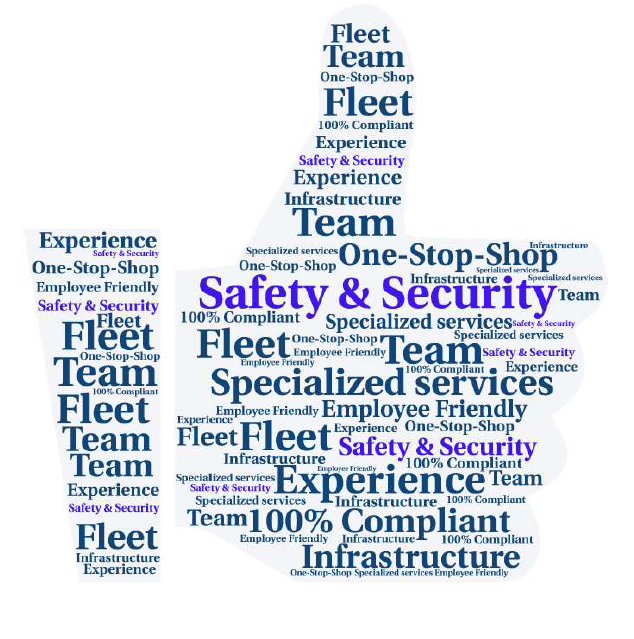 Fleet
Team
One-Stop-Shop
Fleet
100% Compliant
Experience
Safety & Security
Experience
Infrastructure
Team
Experience
Safety & Security
One-Stop-Shop
Employee Friendly
Safety & Security
Fleet
Fleet
One-Stop-Shop
Team
100% Compliant
Fleet
Team
Team
Experience
Safety & Security
Fleet
Infrastructure
Experience
Infrastructure
Specialized services One-Stop-Shop
One-Stop-Shop Specialized services
Infrastructure Specialized services
Safety & Security Team
100% Compliant Specialized services Safety & Security
Specialized services
Fleet One-Stop-Shop Team
Employee Friendly Safety & Security
Employee Friendly 100% Compliant Experience
Specialized services
Employee Friendly Employee Friendly
Experience Experience One-Stop-Shop
Fleet Fleet Safety & Security
Infrastructure 100% Compliant
Employee Friendly
Specialized services Experience Team
Safety & Security
Specialized services Infrastructure 100% Compliant
Team 100% Compliant
Employee Friendly Infrastructure 100% Compliant
Infrastructure
One-Stop-Shop Specialized services Employee Friendly